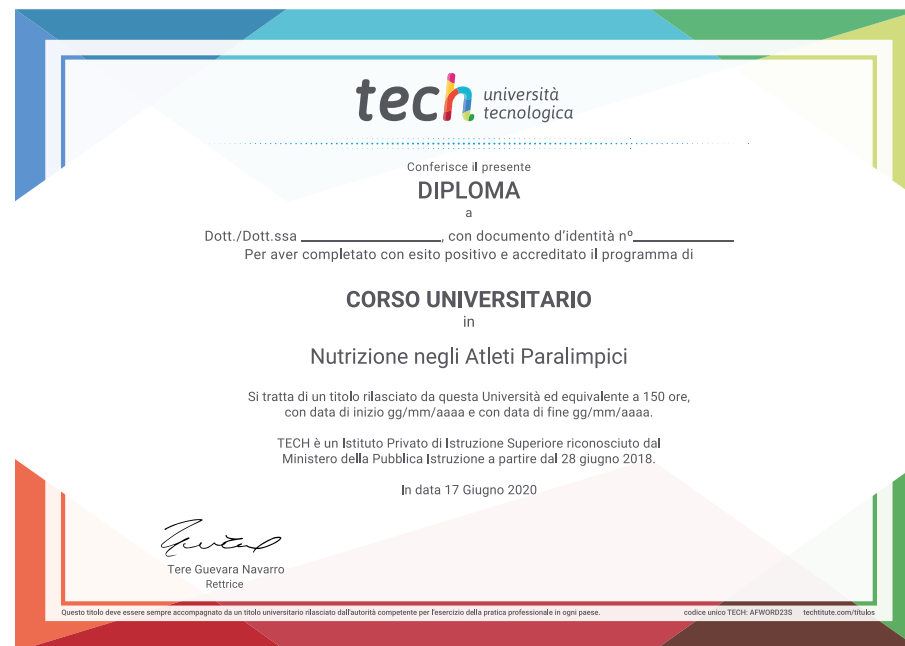 tech università
tecnologica
Conferisce il presente
DIPLOMA
a
Dott./Dott.ssa ____________________, con documento d'identità nº______________
Per aver completato con esito positivo e accreditato il programma di
CORSO UNIVERSITARIO
in
Nutrizione negli Atleti Paralimpici
Si tratta di un titolo rilasciato da questa Università ed equivalente a 150 ore,
con data di inizio gg/mm/aaaa e con data di fine gg/mm/aaaa.
TECH è un Istituto Privato di Istruzione Superiore riconosciuto dal
Ministero della Pubblica Istruzione a partire dal 28 giugno 2018.
In data 17 Giugno 2020
Tere Guevara Navarro
Rettrice
Questo titolo deve essere sempre accompagnato da un titolo universitario rilasciato dall'autorità competente per l'esercizio della pratica professionale in ogni paese. codice unico TECH: AFWORD23S techtitute.com/titulos